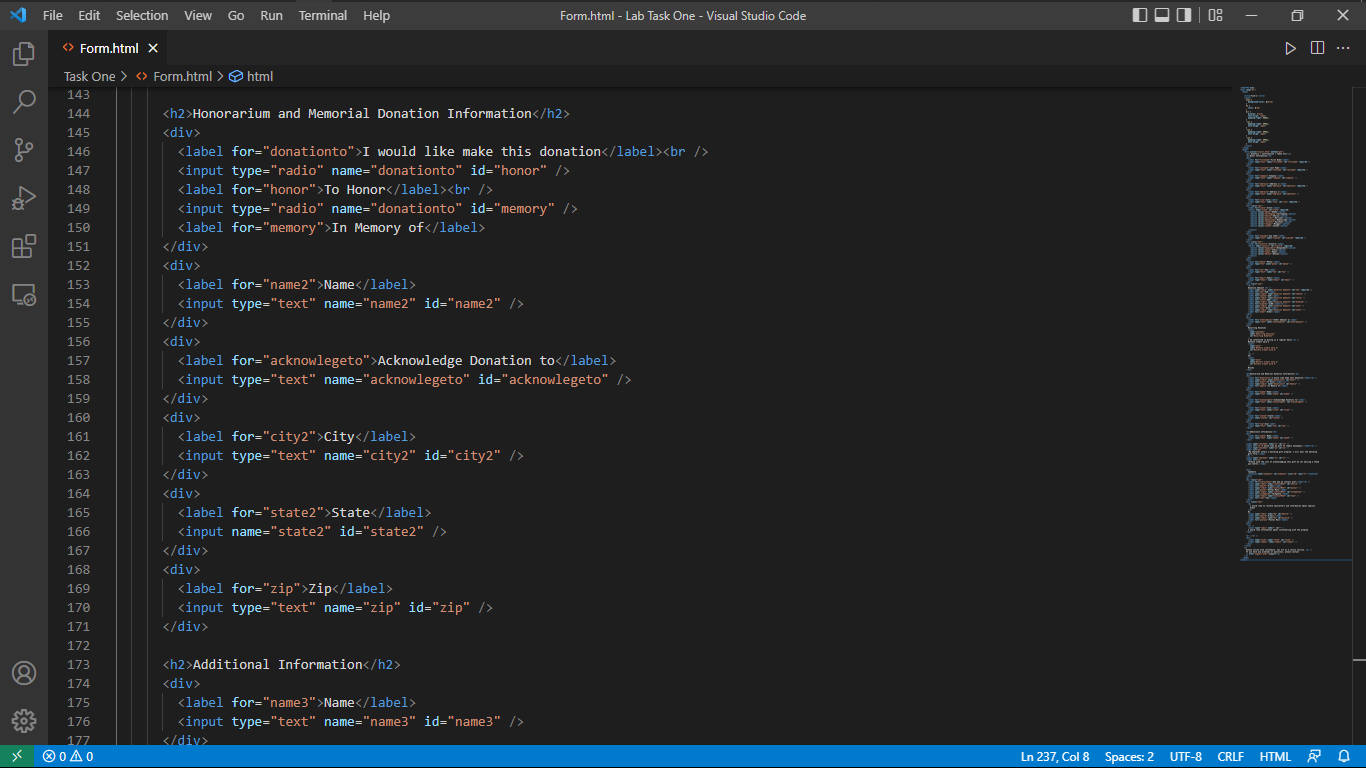 File Edit Selection View Go Run Terminal Help Form.html - Lab Task One - Visual Studio Code
Form.html
Task One > Form.html > html
143
144 <h2>Honorarium and Memorial Donation Information</h2>
145 <div>
146 <label for="donationto">I would like make this donation</label><br />
147 <input type="radio" name="donationto" id="honor" />
148 <label for="honor">To Honor</label><br />
149 <input type="radio" name="donationto" id="memory" />
150 <label for="memory">In Memory of</label>
151 </div>
152 <div>
153 <label for="name2">Name</label>
154 <input type="text" name="name2" id="name2" />
155 </div>
156 <div>
157 <label for="acknowlegeto">Acknowledge Donation to</label>
158 <input type="text" name="acknowlegeto" id="acknowlegeto" />
159 </div>
160 <div>
161 <label for="city2">City</label>
162 <input type="text" name="city2" id="city2" />
163 </div>
164 <div>
165 <label for="state2">State</label>
166 <input name="state2" id="state2" />
167 </div>
168 <div>
169 <label for="zip">Zip</label>
170 <input type="text" name="zip" id="zip" />
171 </div>
172
173 <h2>Additional Information</h2>
174 <div>
175 <label for="name3">Name</label>
176 <input type="text" name="name3" id="name3" />
177 </div>
0 0 Ln 237, Col 8 Spaces: 2 UTF-8 CRLF HTML